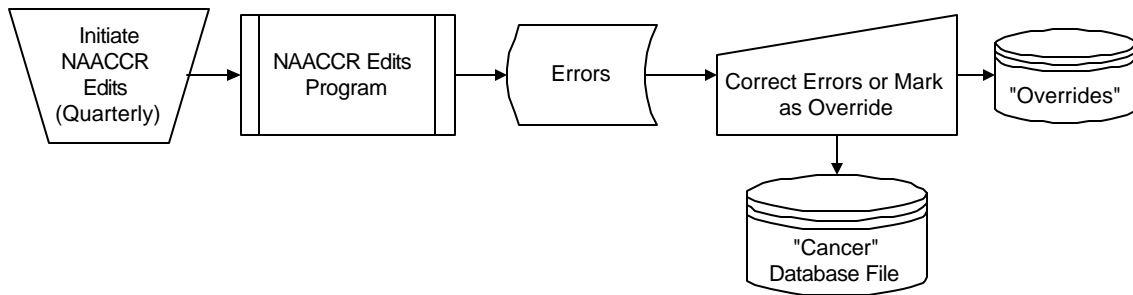 Initiate
NAACCR
Edits
(Quarterly)
NAACCR Edits
Program
Errors
Correct Errors or Mark
as Override
"Overrides"
"Cancer"
Database File